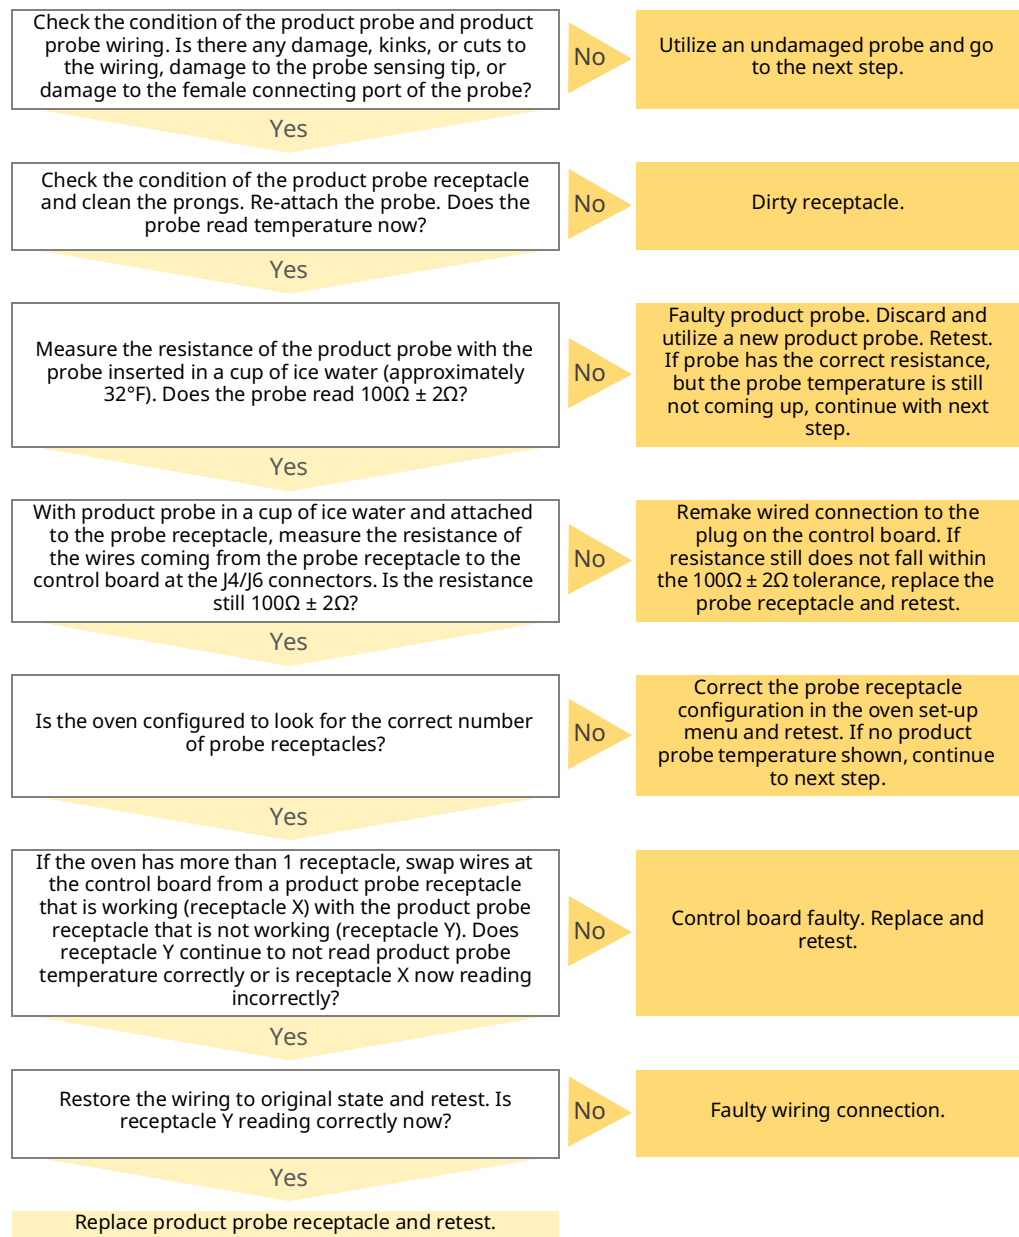 Check the condition of the product probe and product
probe wiring. Is there any damage, kinks, or cuts to
the wiring, damage to the probe sensing tip, or
damage to the female connecting port of the probe?
No
Utilize an undamaged probe and go
to the next step.
Yes
Check the condition of the product probe receptacle
and clean the prongs. Re-attach the probe. Does the
probe read temperature now?
No
Dirty receptacle.
Yes
Measure the resistance of the product probe with the
probe inserted in a cup of ice water (approximately
32°F). Does the probe read 100Ω ± 2Ω?
No
Faulty product probe. Discard and
utilize a new product probe. Retest.
If probe has the correct resistance,
but the probe temperature is still
not coming up, continue with next
step.
Yes
With product probe in a cup of ice water and attached
to the probe receptacle, measure the resistance of
the wires coming from the probe receptacle to the
control board at the J4/J6 connectors. Is the resistance
still 100Ω ± 2Ω?
No
Remake wired connection to the
plug on the control board. If
resistance still does not fall within
the 100Ω ± 2Ω tolerance, replace the
probe receptacle and retest.
Yes
Is the oven configured to look for the correct number
of probe receptacles?
No
Correct the probe receptacle
configuration in the oven set-up
menu and retest. If no product
probe temperature shown, continue
to next step.
Yes
If the oven has more than 1 receptacle, swap wires at
the control board from a product probe receptacle
that is working (receptacle X) with the product probe
receptacle that is not working (receptacle Y). Does
receptacle Y continue to not read product probe
temperature correctly or is receptacle X now reading
incorrectly?
No
Control board faulty. Replace and
retest.
Yes
Restore the wiring to original state and retest. Is
receptacle Y reading correctly now?
No
Faulty wiring connection.
Yes
Replace product probe receptacle and retest.